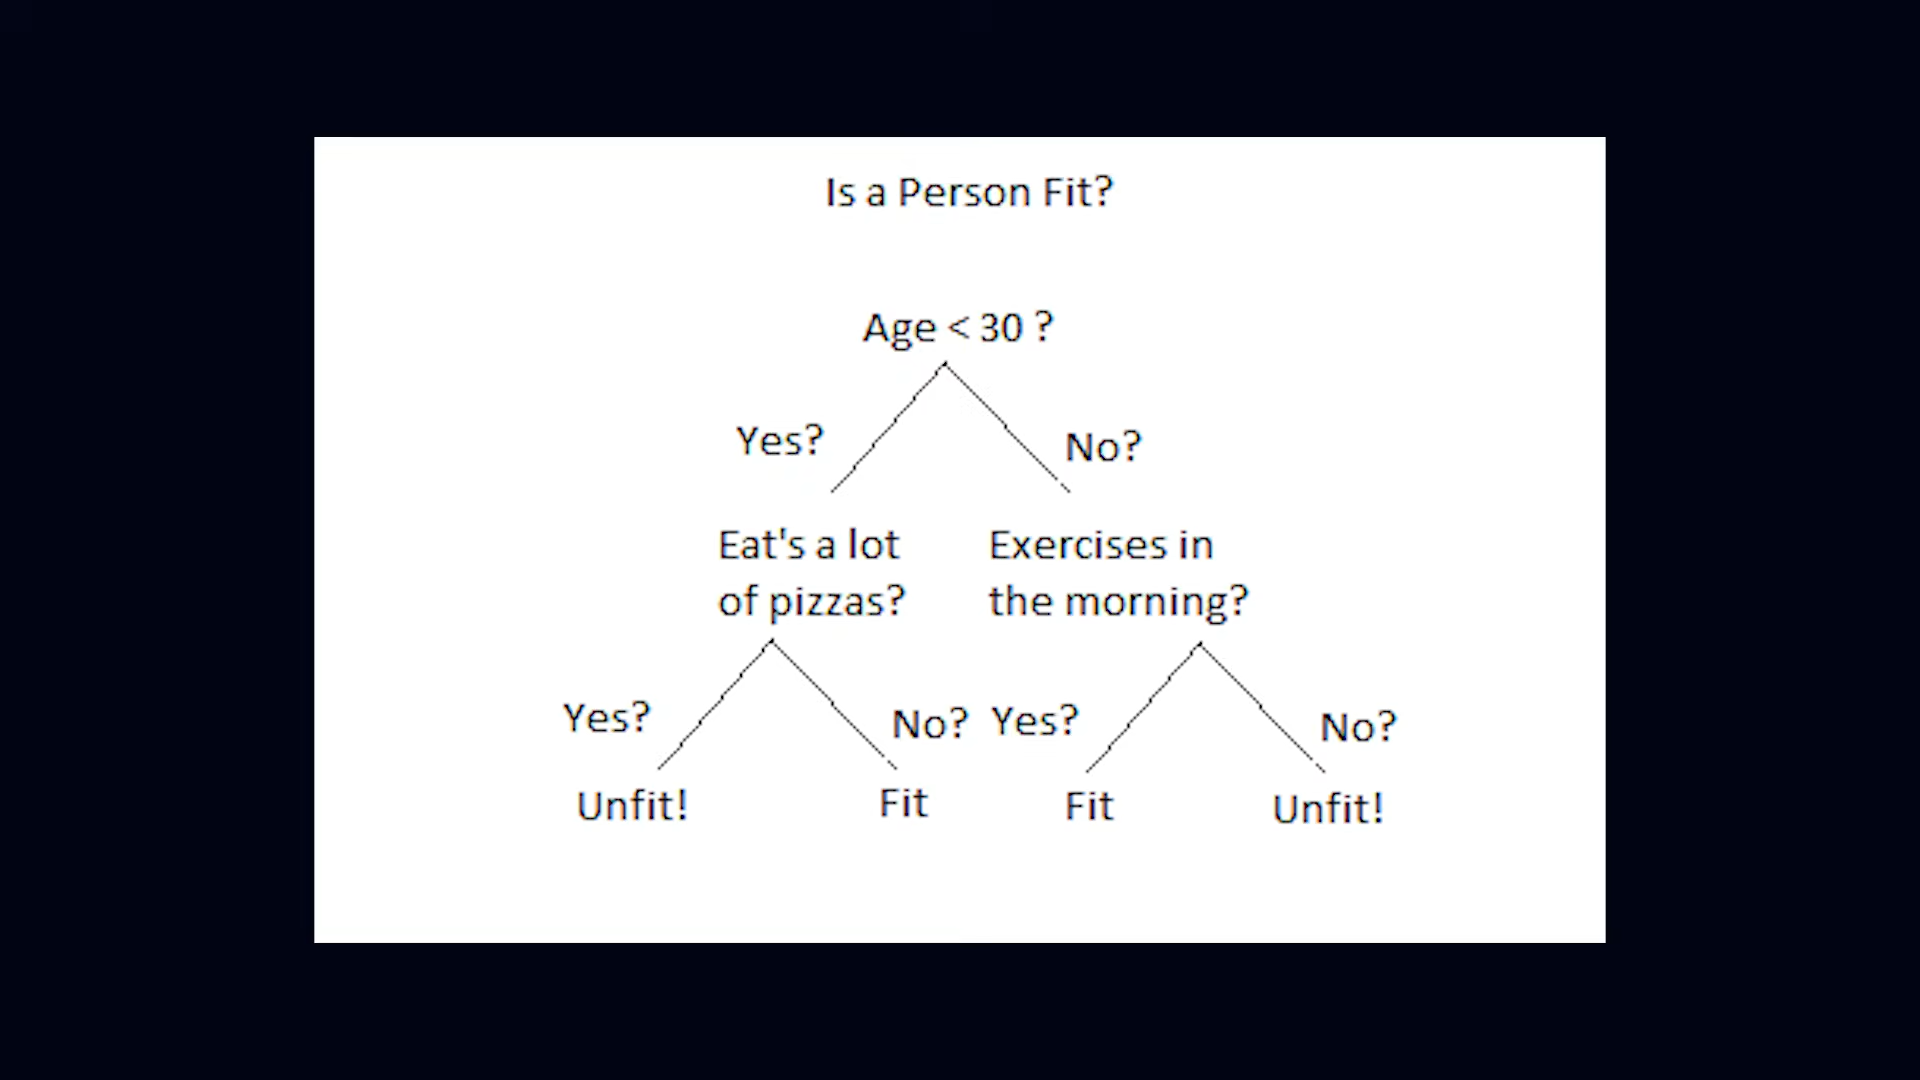 Is a Person Fit?
Age < 30 ?
Yes?
No?
Eat's a lot
of pizzas?
Exercises in
the morning?
Yes?
No?
Yes?
No?
Unfit!
Fit
Fit
Unfit!